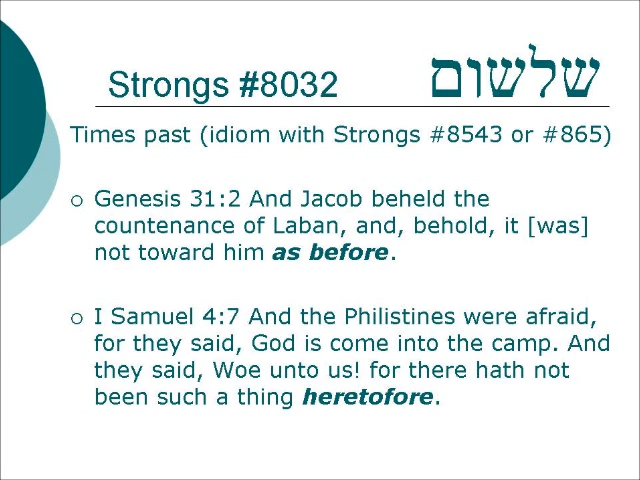 Strongs #8032 שלשום
Times past (idiom with Strongs #8543 or #865)
Genesis 31:2 And Jacob beheld the
countenance of Laban, and, behold, it [was]
not toward him as before.
I Samuel 4:7 And the Philistines were afraid,
for they said, God is come into the camp. And
they said, Woe unto us! for there hath not
been such a thing heretofore.